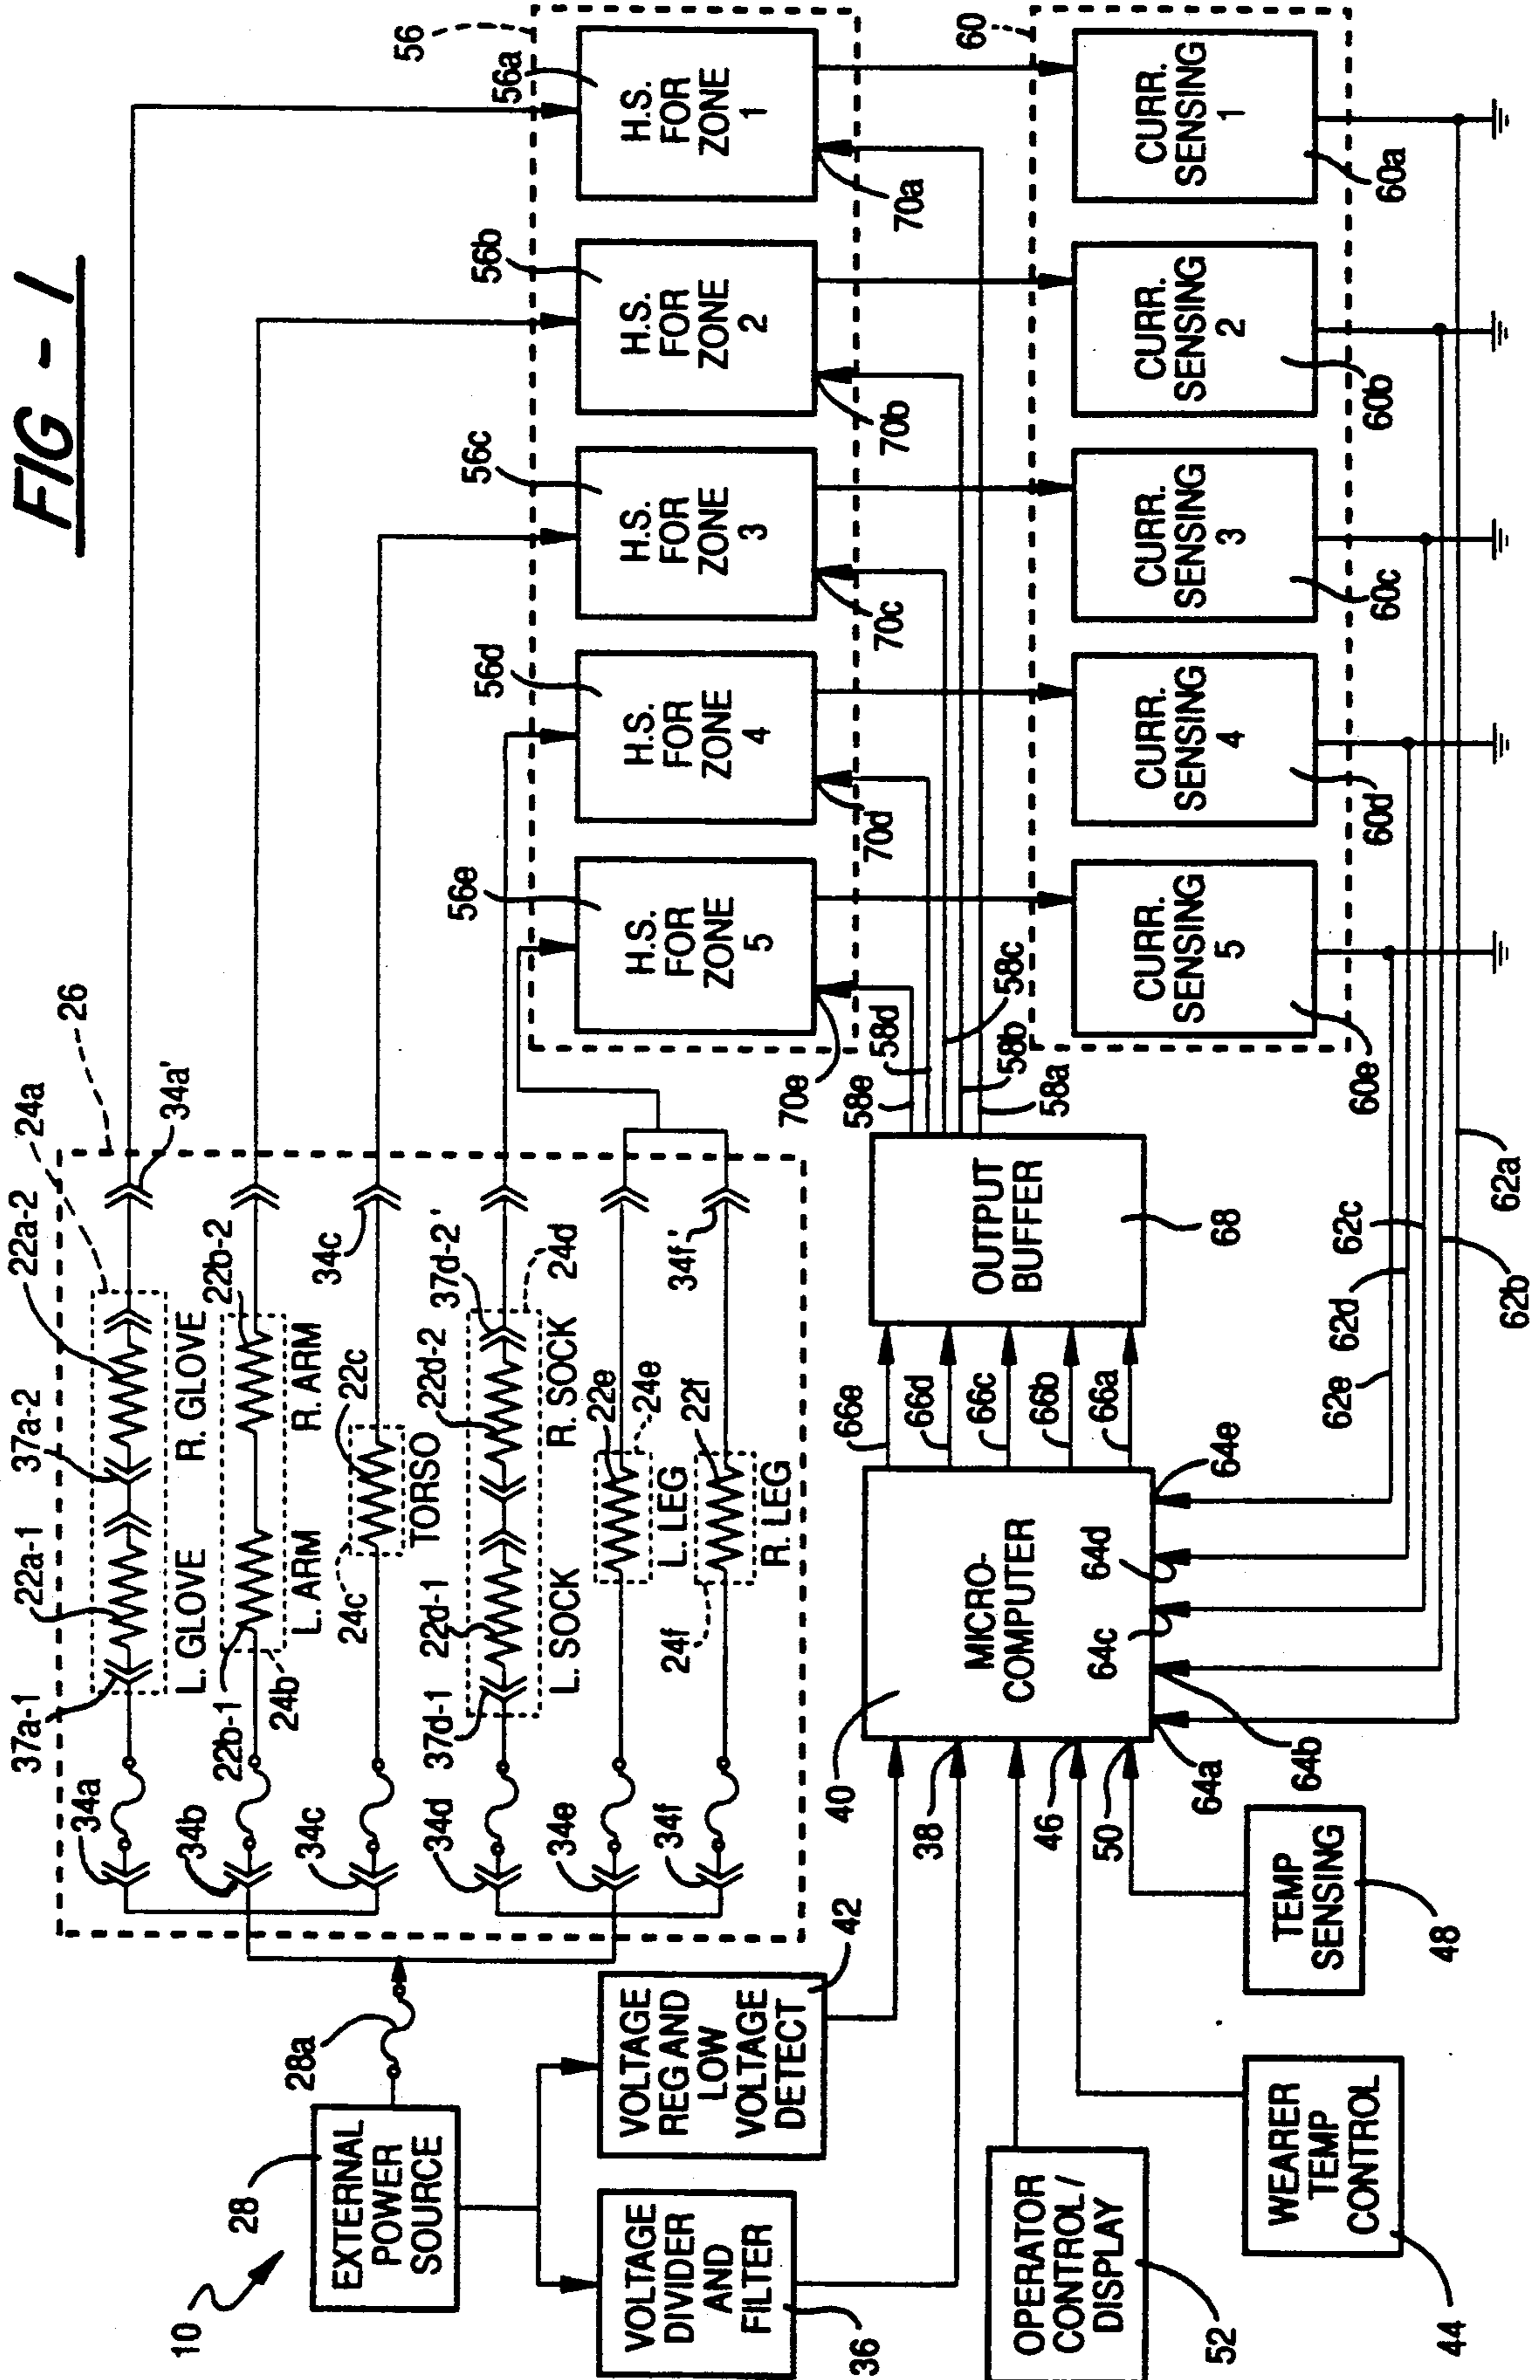 FIG - 1
10
28
EXTERNAL
POWER
SOURCE
28a
26
34a
37a-1
22a-1
37a-2
22a-2
24a
34a'
L. GLOVE
R. GLOVE
34b
22b-1
24b
L. ARM
R. ARM
22b-2
34c
24c
22c
TORSO
34c
34d
37d-1
22d-1
22d-2
37d-2'
24d
L. SOCK
R. SOCK
34e
22e
24e
L. LEG
34f
24f
22f
R. LEG
34f'
56
56a
H.S.
FOR
ZONE
1
56b
H.S.
FOR
ZONE
2
56c
H.S.
FOR
ZONE
3
56d
H.S.
FOR
ZONE
4
56e
H.S.
FOR
ZONE
5
70a
70b
70c
70d
70e
58e
58d
58c
58b
58a
60
CURR.
SENSING
1
60a
CURR.
SENSING
2
60b
CURR.
SENSING
3
60c
CURR.
SENSING
4
60d
CURR.
SENSING
5
60e
VOLTAGE
DIVIDER
AND
FILTER
36
VOLTAGE
REG AND
LOW
VOLTAGE
DETECT
42
OPERATOR
CONTROL /
DISPLAY
52
WEARER
TEMP
CONTROL
44
TEMP
SENSING
48
40
38
46
50
MICRO-
COMPUTER
64a
64b
64c
64d
64e
66e
66d
66c
66b
66a
OUTPUT
BUFFER
68
62e
62d
62c
62b
62a